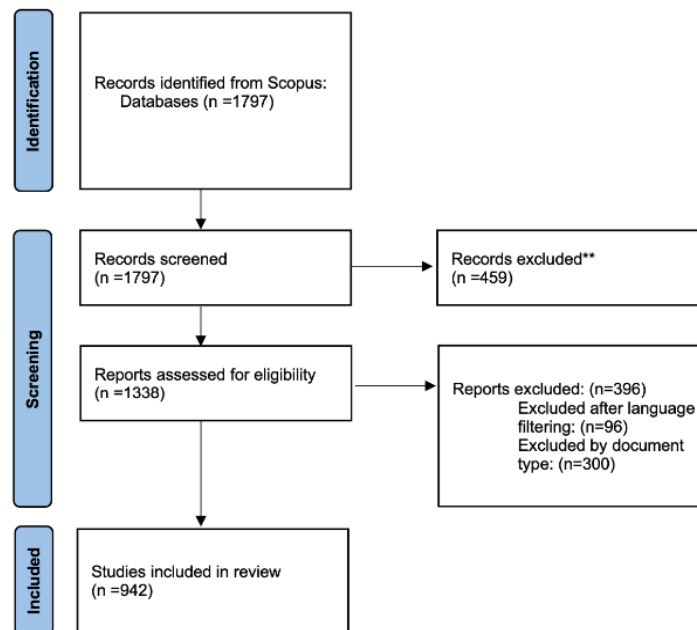 Identification
Records identified from Scopus:
Databases (n =1797)
Screening
Records screened
(n =1797)
Records excluded**
(n =459)
Reports assessed for eligibility
(n =1338)
Reports excluded: (n=396)
Excluded after language
filtering: (n=96)
Excluded by document
type: (n=300)
Included
Studies included in review
(n =942)